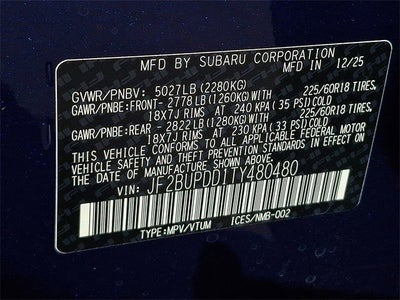 MFD BY SUBARU CORPORATION MFD IN 12/25
GVWR/PNBV: 5027LB (2280KG)
GAWR/PNBE:FRONT- 2778LB (1260KG) WITH 225/60R18 TIRES,
18X7J RIMS, AT 240 KPA (35 PSI) COLD
GAWR/PNBE:REAR - 2822LB (1280KG) WITH 225/60R18 TIRES,
18X7J RIMS, AT 230 KPA (33 PSI) COLD
THIS VEHICLE CONFORMS TO ALL APPLICABLE FEDERAL MOTOR
VEHICLE SAFETY STANDARDS IN EFFECT ON THE DATE OF
MANUFACTURE SHOWN ABOVE.
VIN: JF2BUPDD1TY480480
TYPE:MPV/VTUM ICES/NMB-002